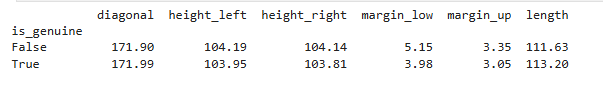 diagonal height_left height_right margin_low margin_up length
is_genuine
False 171.90 104.19 104.14 5.15 3.35 111.63
True 171.99 103.95 103.81 3.98 3.05 113.20